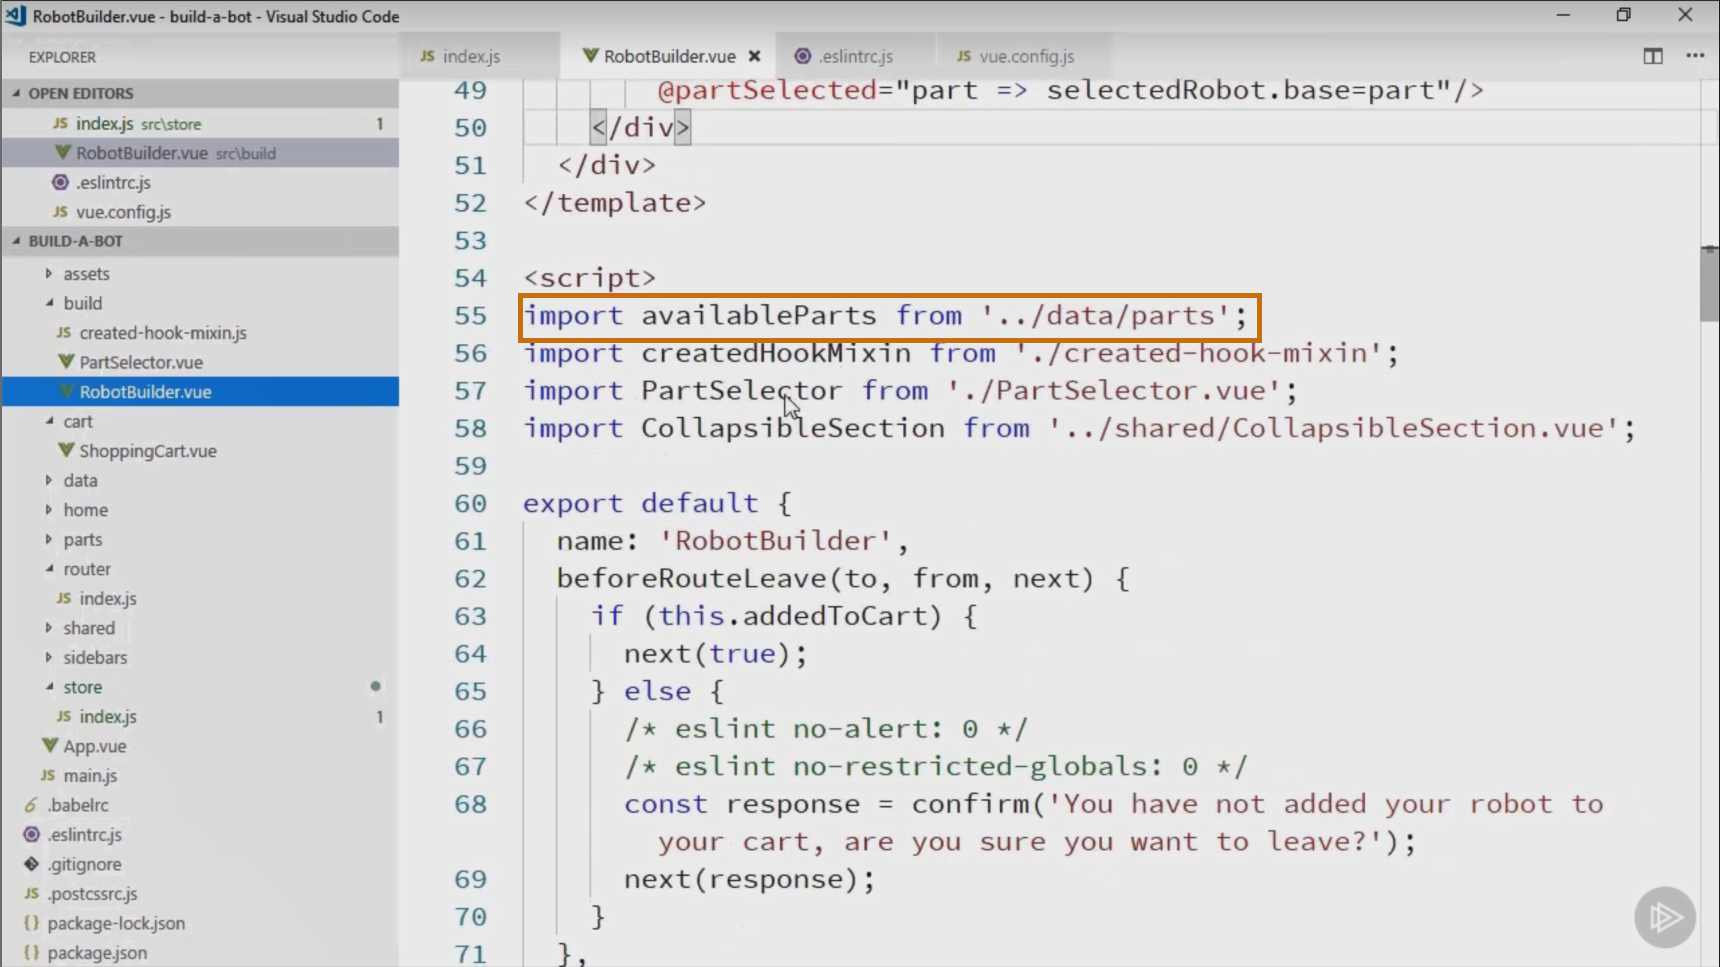 RobotBuilder.vue - build-a-bot - Visual Studio Code
EXPLORER
OPEN EDITORS
JS index.js src\store 1
RobotBuilder.vue src\build
.eslintrc.js
JS vue.config.js
BUILD-A-BOT
assets
build
JS created-hook-mixin.js
PartSelector.vue
RobotBuilder.vue
cart
ShoppingCart.vue
data
home
parts
router
JS index.js
shared
sidebars
store
JS index.js 1
App.vue
JS main.js
.babelrc
.eslintrc.js
.gitignore
JS .postcssrc.js
{} package-lock.json
{} package.json
JS index.js RobotBuilder.vue .eslintrc.js JS vue.config.js
49 @partSelected="part => selectedRobot.base=part"/>
50 </div>
51 </div>
52 </template>
53
54 <script>
55 import availableParts from '../data/parts';
56 import createdHookMixin from './created-hook-mixin';
57 import PartSelector from './PartSelector.vue';
58 import CollapsibleSection from '../shared/CollapsibleSection.vue';
59
60 export default {
61 name: 'RobotBuilder',
62 beforeRouteLeave(to, from, next) {
63 if (this.addedToCart) {
64 next(true);
65 } else {
66 /* eslint no-alert: 0 */
67 /* eslint no-restricted-globals: 0 */
68 const response = confirm('You have not added your robot to
your cart, are you sure you want to leave?');
69 next(response);
70 }
71 },